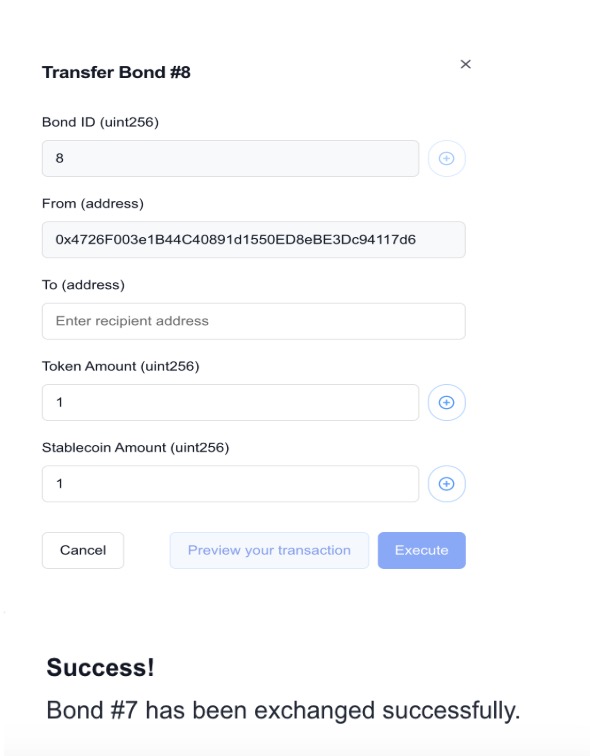 Transfer Bond #8
Bond ID (uint256)
8
From (address)
0x4726F003e1B44C40891d1550ED8eBE3Dc94117d6
To (address)
Enter recipient address
Token Amount (uint256)
1
Stablecoin Amount (uint256)
1
Cancel Preview your transaction Execute
Success!
Bond #7 has been exchanged successfully.